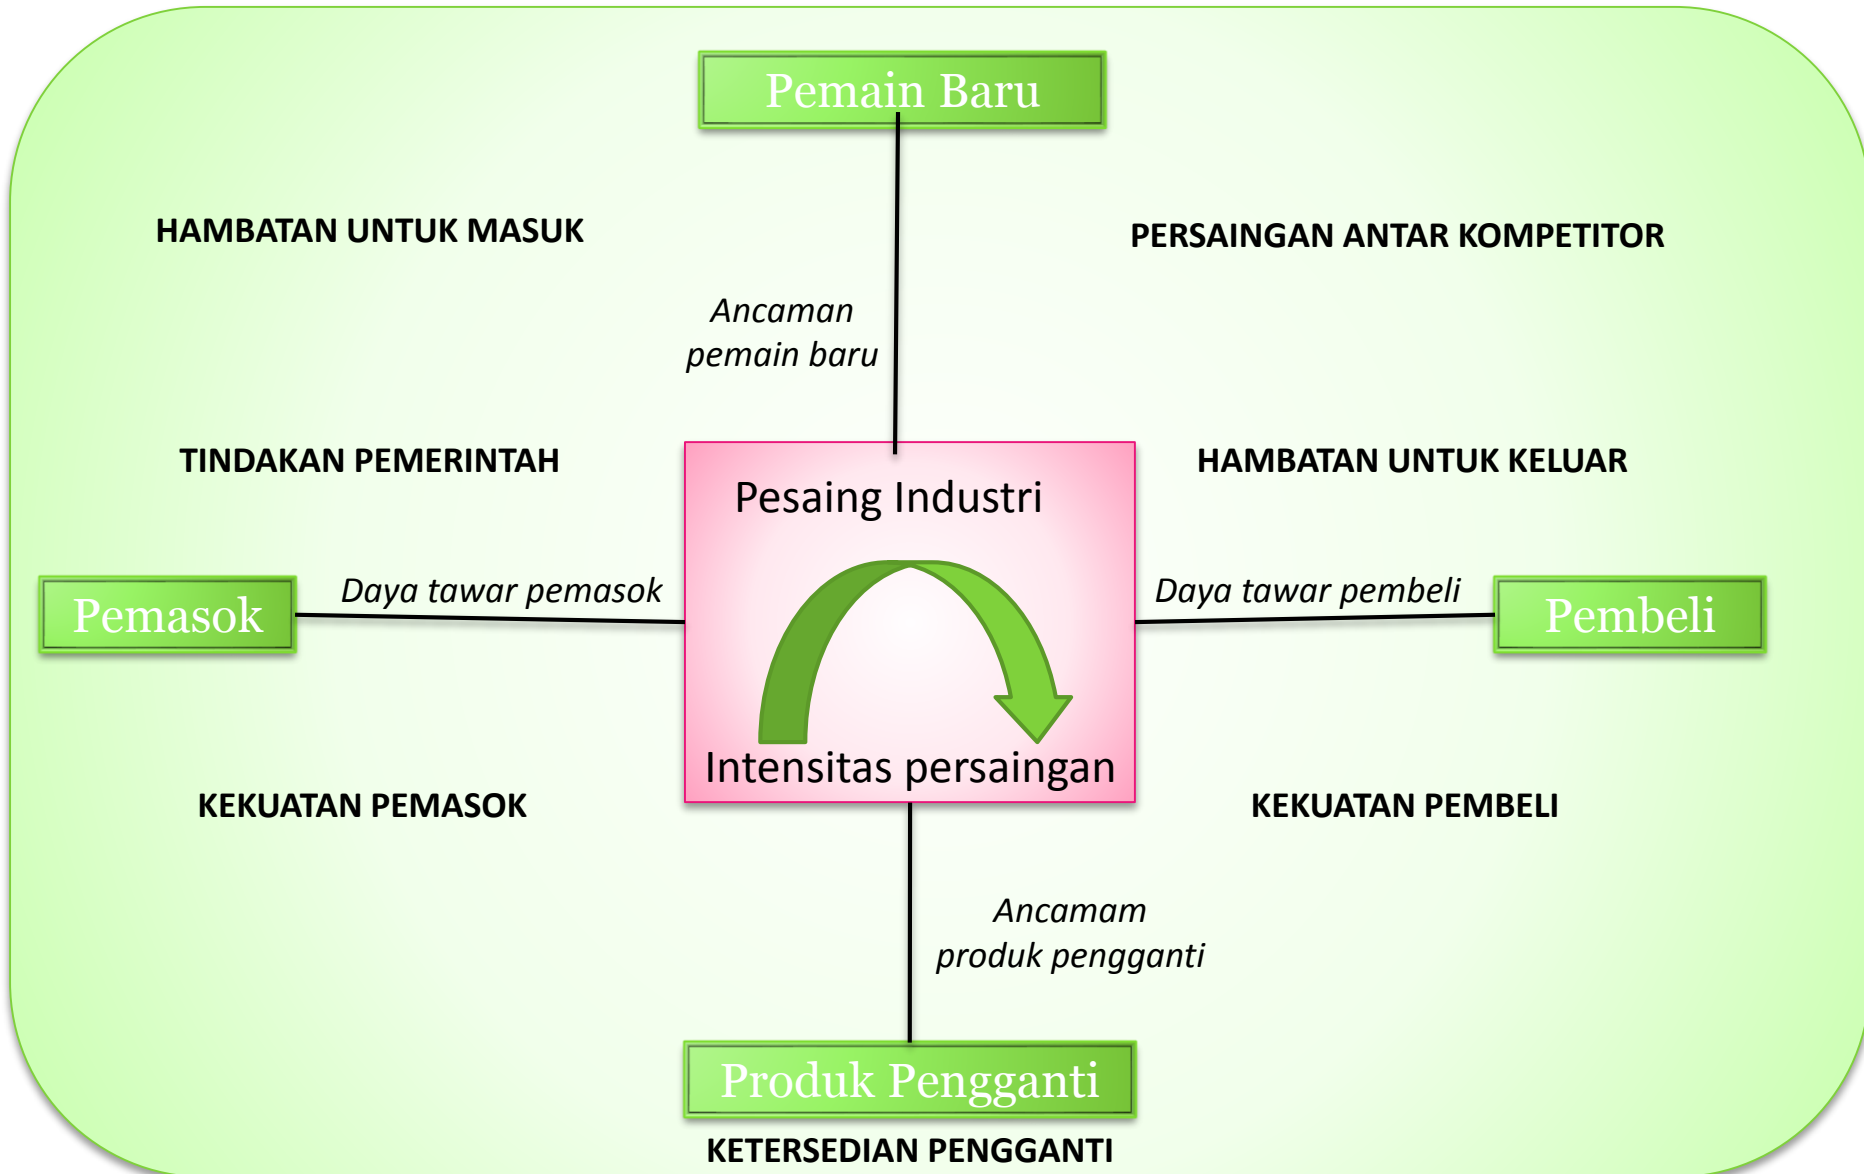 Pemain Baru
HAMBATAN UNTUK MASUK
PERSAINGAN ANTAR KOMPETITOR
Ancaman
pemain baru
TINDAKAN PEMERINTAH
HAMBATAN UNTUK KELUAR
Pesaing Industri
Pemasok
Daya tawar pemasok
Daya tawar pembeli
Pembeli
Intensitas persaingan
KEKUATAN PEMASOK
KEKUATAN PEMBELI
Ancamam
produk pengganti
Produk Pengganti
KETERSEDIAN PENGGANTI